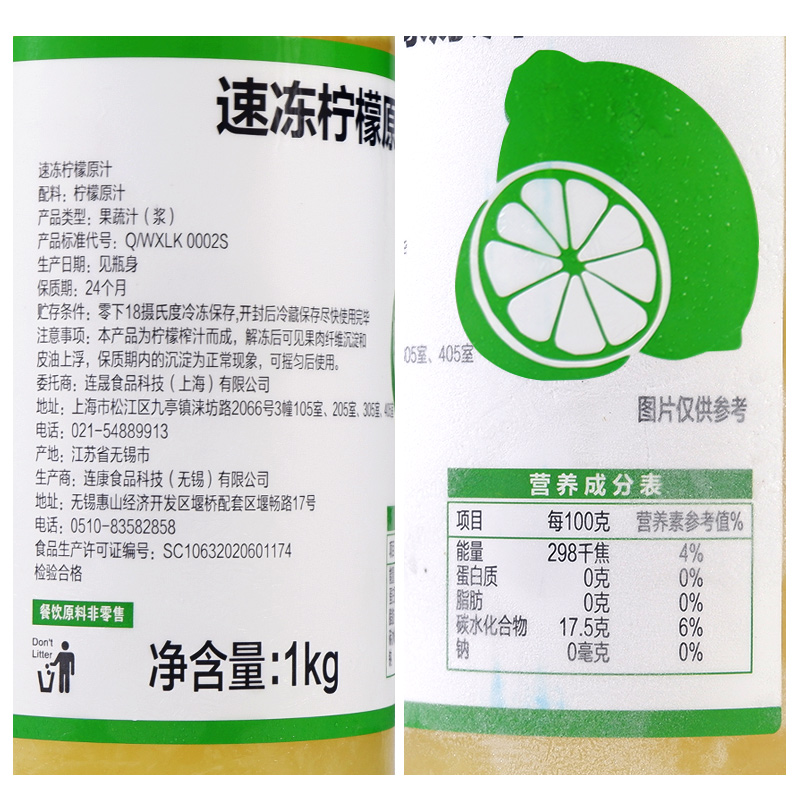 速冻柠檬原
速冻柠檬原汁
配料：柠檬原汁
产品类型：果蔬汁（浆）
产品标准代号：Q/WXLK 0002S
生产日期：见瓶身
保质期：24个月
贮存条件：零下18摄氏度冷冻保存,开封后冷藏保存尽快使用完毕
注意事项：本产品为柠檬榨汁而成，解冻后可见果肉纤维沉淀和
皮油上浮，保质期内的沉淀为正常现象，可摇匀后使用。
委托商：连晟食品科技（上海）有限公司
地址：上海市松江区九亭镇涞坊路2066号3幢105室、205室、305室、405
电话：021-54889913
产地：江苏省无锡市
生产商：连康食品科技（无锡）有限公司
地址：无锡惠山经济开发区堰桥配套区堰畅路17号
电话：0510-83582858
食品生产许可证编号：SC10632020601174
检验合格
餐饮原料非零售
Don't
Litter
净含量:1kg
05室、405室
图片仅供参考
营养成分表
项目 每100克 营养素参考值%
能量 298千焦 4%
蛋白质 0克 0%
脂肪 0克 0%
碳水化合物 17.5克 6%
钠 0毫克 0%